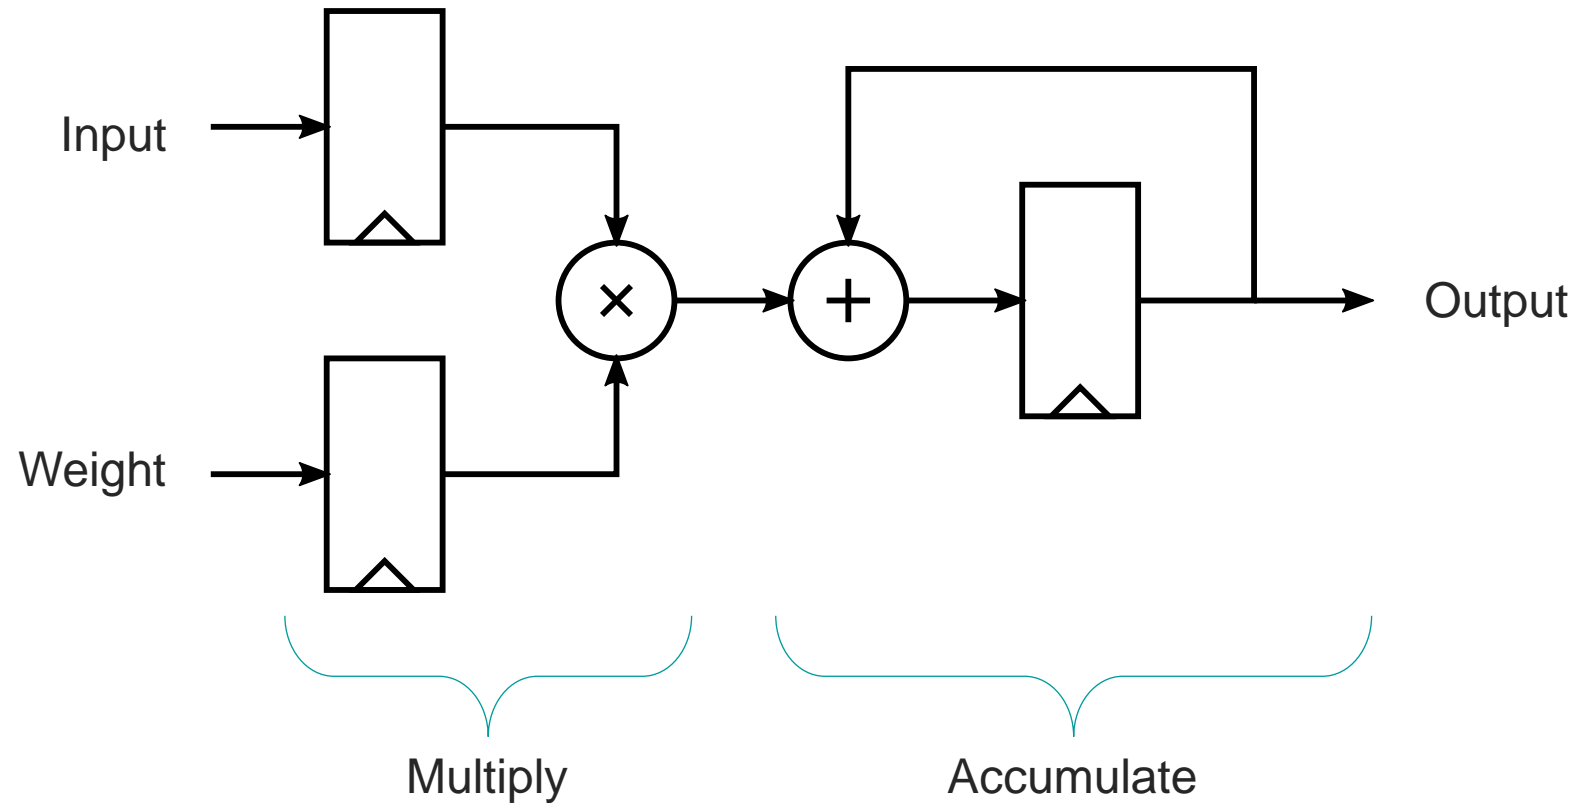 Input
×
+
Output
Weight
Multiply
Accumulate